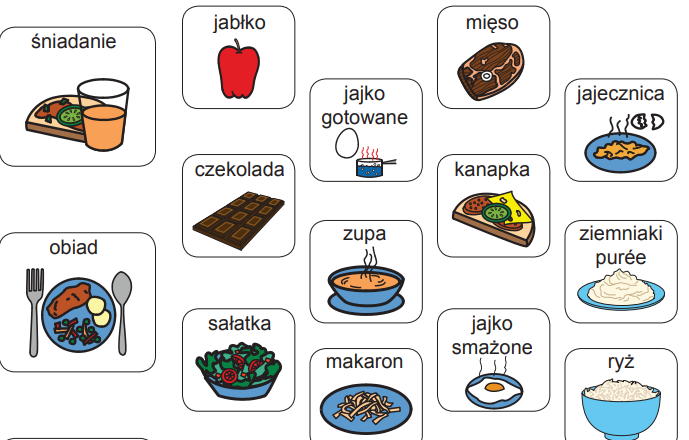 śniadanie
jabłko
mięso
jajko
gotowane
jajecznica
czekolada
kanapka
obiad
zupa
ziemniaki
purée
sałatka
jajko
smażone
makaron
ryż